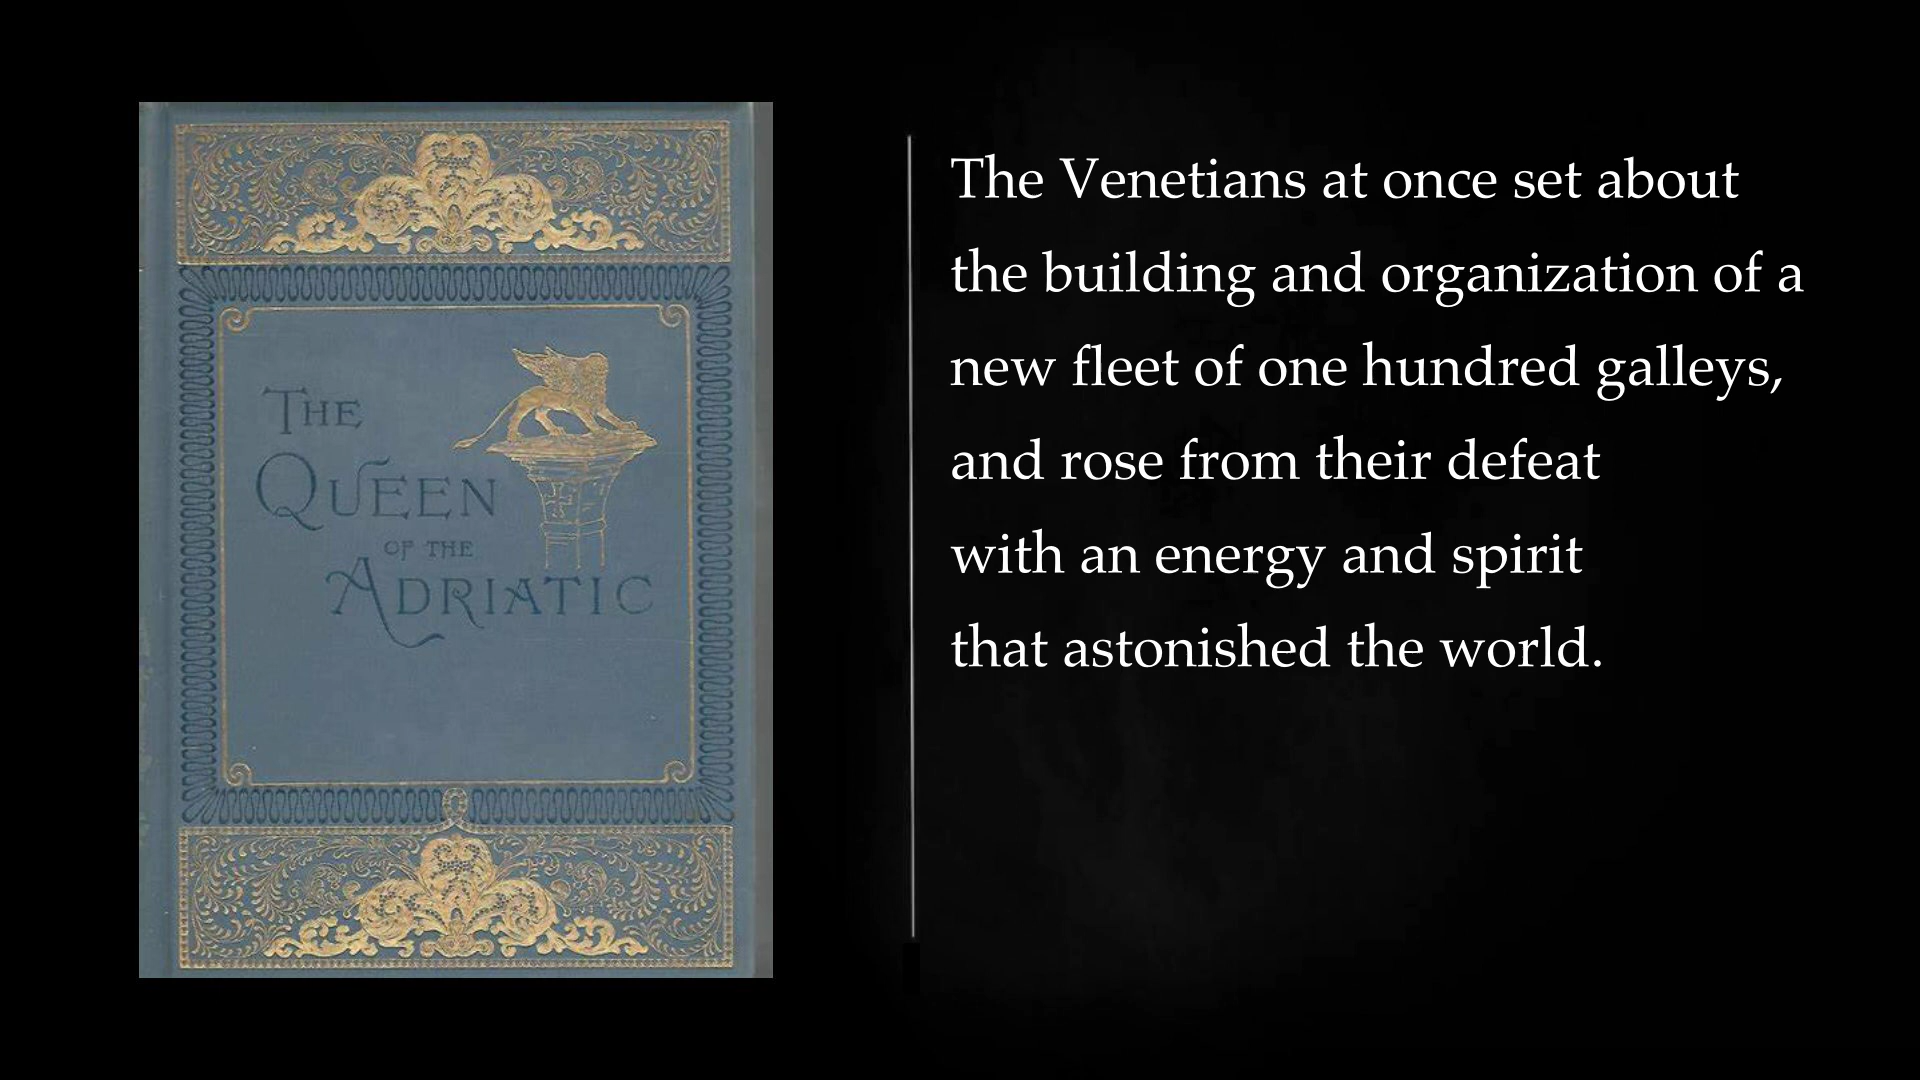 THE
QUEEN
OF THE
ADRIATIC
The Venetians at once set about
the building and organization of a
new fleet of one hundred galleys,
and rose from their defeat
with an energy and spirit
that astonished the world.